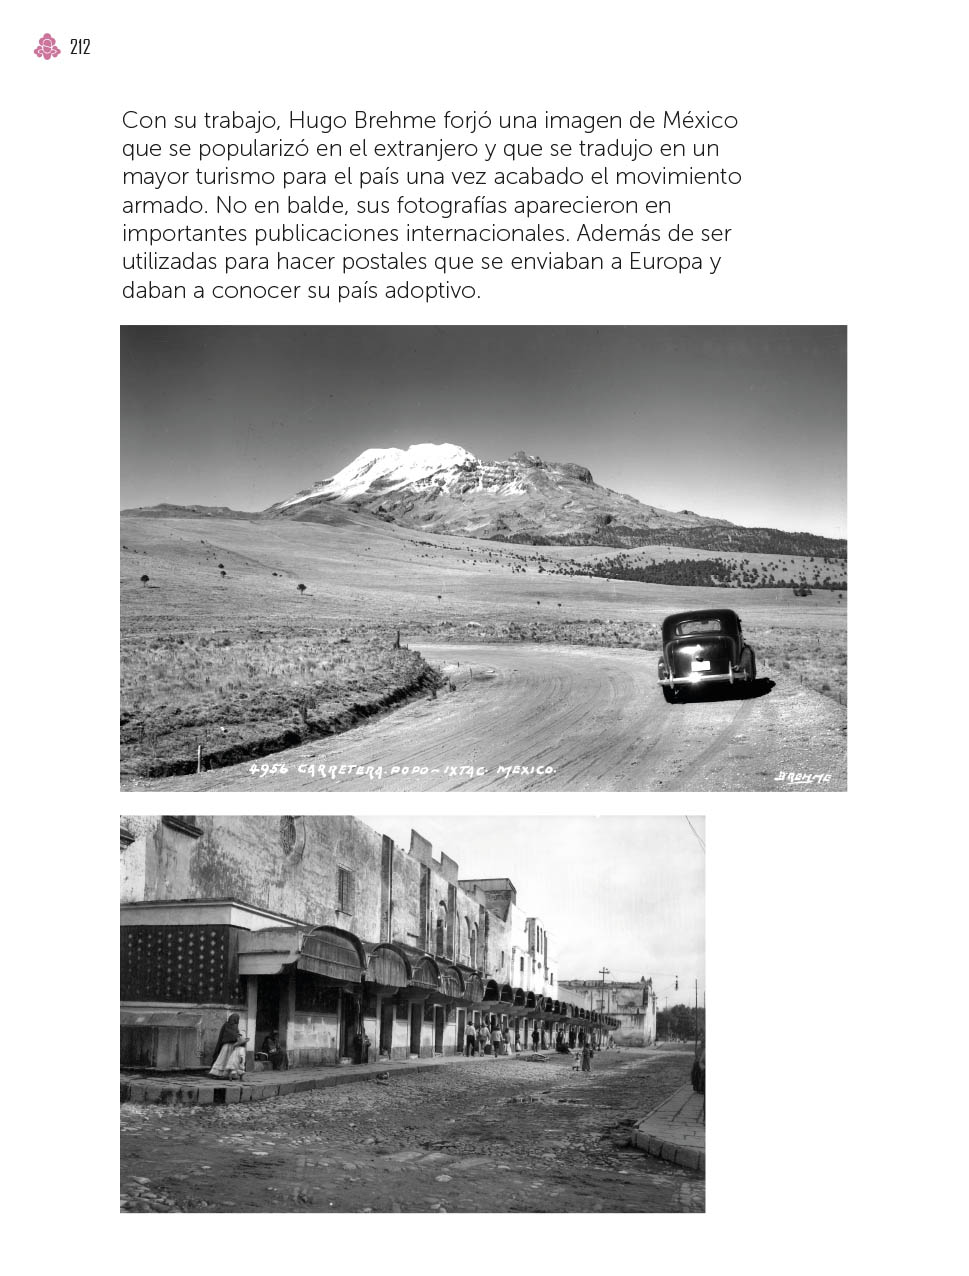 212
Con su trabajo, Hugo Brehme forjó una imagen de México
que se popularizó en el extranjero y que se tradujo en un
mayor turismo para el país una vez acabado el movimiento
armado. No en balde, sus fotografías aparecieron en
importantes publicaciones internacionales. Además de ser
utilizadas para hacer postales que se enviaban a Europa y
daban a conocer su país adoptivo.
4956 CARRETERA. POPO-IXTAC. MEXICO.
BREHME